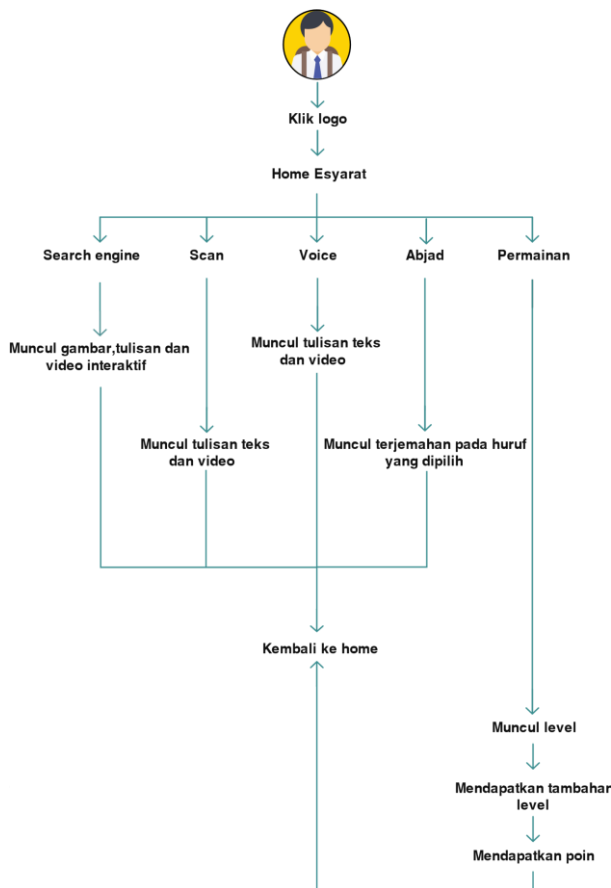 Klik logo
Home Esyarat
Search engine
Scan
Voice
Abjad
Permainan
Muncul gambar,tulisan dan
video interaktif
Muncul tulisan teks
dan video
Muncul tulisan teks
dan video
Muncul terjemahan pada huruf
yang dipilih
Kembali ke home
Muncul level
Mendapatkan tambahan
level
Mendapatkan poin